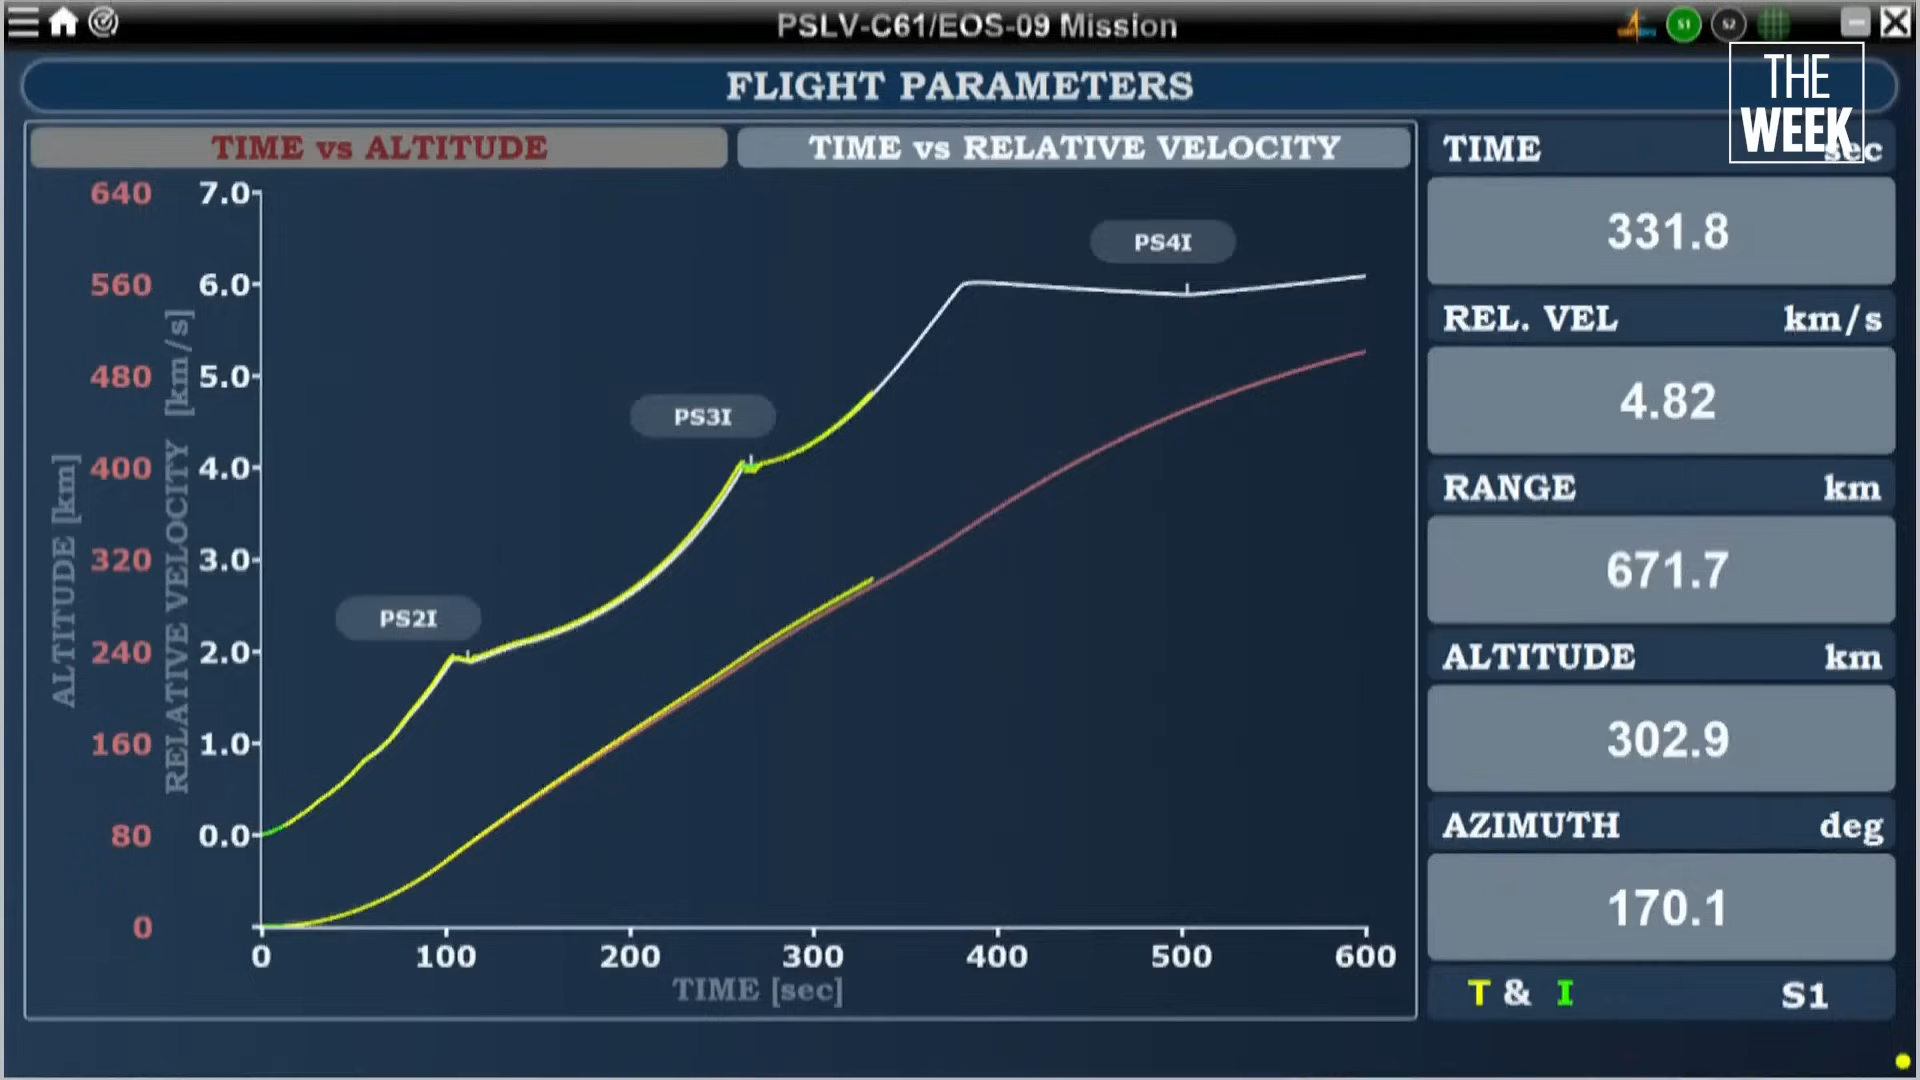 PSLV-C61/EOS-09 Mission
S1
S2
FLIGHT PARAMETERS
THE
WEEK
TIME vs ALTITUDE
TIME vs RELATIVE VELOCITY
ALTITUDE [km]
640
560
480
400
320
240
160
80
0
RELATIVE VELOCITY [km/s]
7.0
6.0
5.0
4.0
3.0
2.0
1.0
0.0
PS2I
PS3I
PS4I
0 100 200 300 400 500 600
TIME [sec]
TIME sec
331.8
REL. VEL km/s
4.82
RANGE km
671.7
ALTITUDE km
302.9
AZIMUTH deg
170.1
T & I S1